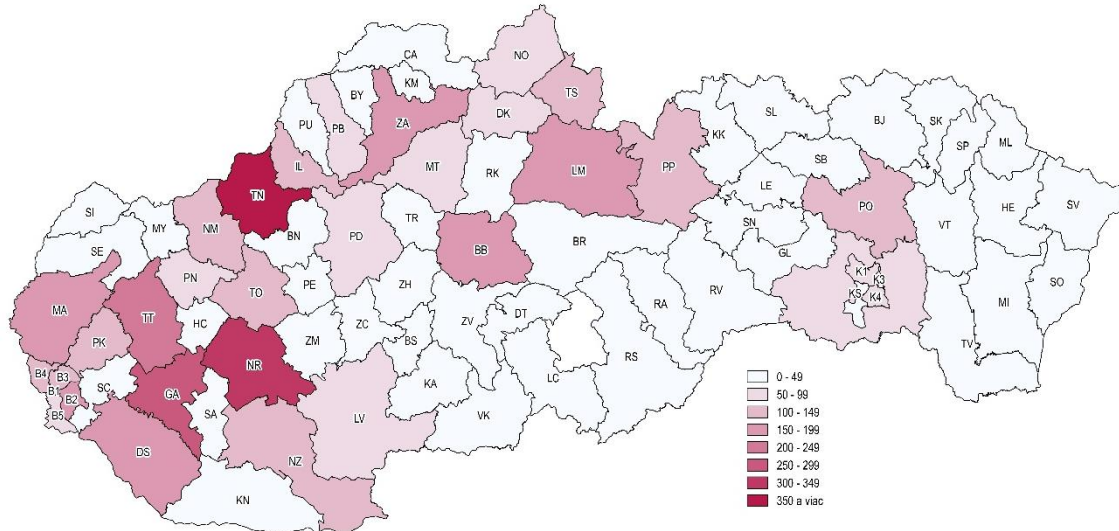 CA
NO
KM
BY
TS
PU
PB
ZA
DK
SL
BJ
SK
KK
ML
SP
IL
MT
SB
RK
LM
PP
LE
TN
SI
MY
NM
TR
PO
HE
SV
SN
VT
SE
BN
PD
BB
BR
GL
PN
PE
ZH
K1
K3
SO
MA
TT
TO
RA
RV
K5
K4
HC
ZC
ZV
DT
MI
PK
ZM
BS
TV
B4
B3
SC
NR
LC
RS
B1
B2
GA
KA
B5
SA
LV
VK
DS
NZ
KN
0 - 49
50 - 99
100 - 149
150 - 199
200 - 249
250 - 299
300 - 349
350 a viac